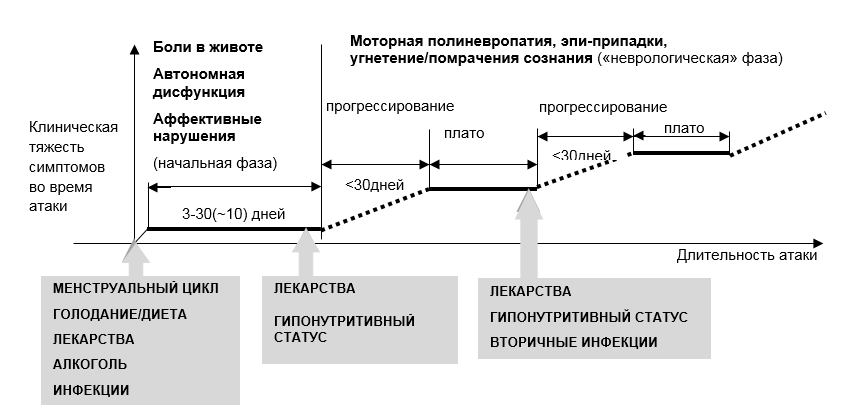 Боли в животе
Автономная
дисфункция
Аффективные
нарушения
(начальная фаза)
Моторная полиневропатия, эпи-припадки,
угнетение/помрачения сознания («неврологическая» фаза)
прогрессирование
плато
прогрессирование
плато
Клиническая
тяжесть
симптомов
во время
атаки
<30дней
<30дней
3-30(~10) дней
Длительность атаки
МЕНСТРУАЛЬНЫЙ ЦИКЛ
ГОЛОДАНИЕ/ДИЕТА
ЛЕКАРСТВА
АЛКОГОЛЬ
ИНФЕКЦИИ
ЛЕКАРСТВА
ГИПОНУТРИТИВНЫЙ
СТАТУС
ЛЕКАРСТВА
ГИПОНУТРИТИВНЫЙ СТАТУС
ВТОРИЧНЫЕ ИНФЕКЦИИ